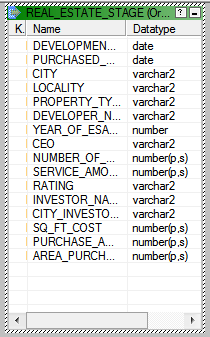 REAL_ESTATE_STAGE (Or... ?
K. Name Datatype
DEVELOPMEN... date
PURCHASED_... date
CITY varchar2
LOCALITY varchar2
PROPERTY_TY... varchar2
DEVELOPER_N... varchar2
YEAR_OF_ESA... number
CEO varchar2
NUMBER_OF_... number(p,s)
SERVICE_AMO... number(p,s)
RATING varchar2
INVESTOR_NA... varchar2
CITY_INVESTO... varchar2
SQ_FT_COST number(p,s)
PURCHASE_A... number(p,s)
AREA_PURCH... number(p,s)